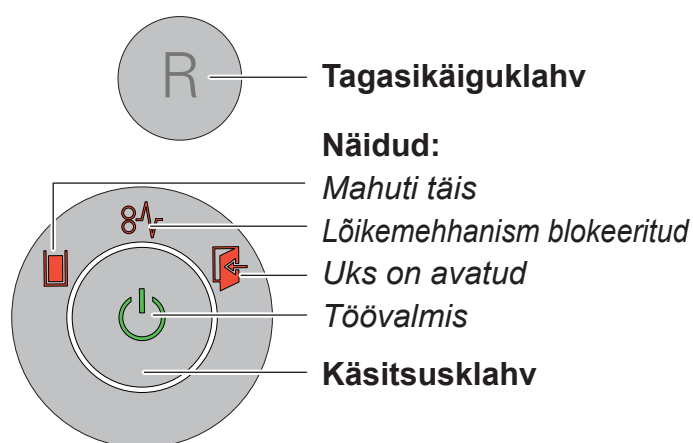 R
Tagasikäiguklahv
Näidud:
Mahuti täis
Lõikemehhanism blokeeritud
Uks on avatud
Töövalmis
Käsitsusklahv